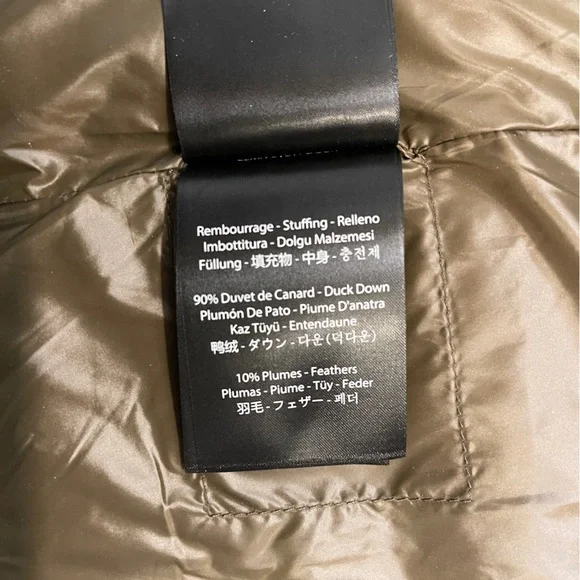 Rembourrage - Stuffing - Relleno
Imbottitura - Dolgu Malzemesi
Füllung - 填充物 - 中身 - 충전제
90% Duvet de Canard - Duck Down
Plumón De Pato - Piume D'anatra
Kaz Tüyü - Entendaune
鸭绒 - ダウン - 다운(덕다운)
10% Plumes - Feathers
Plumas - Piume - Tüy - Feder
羽毛 - フェザー - 페더